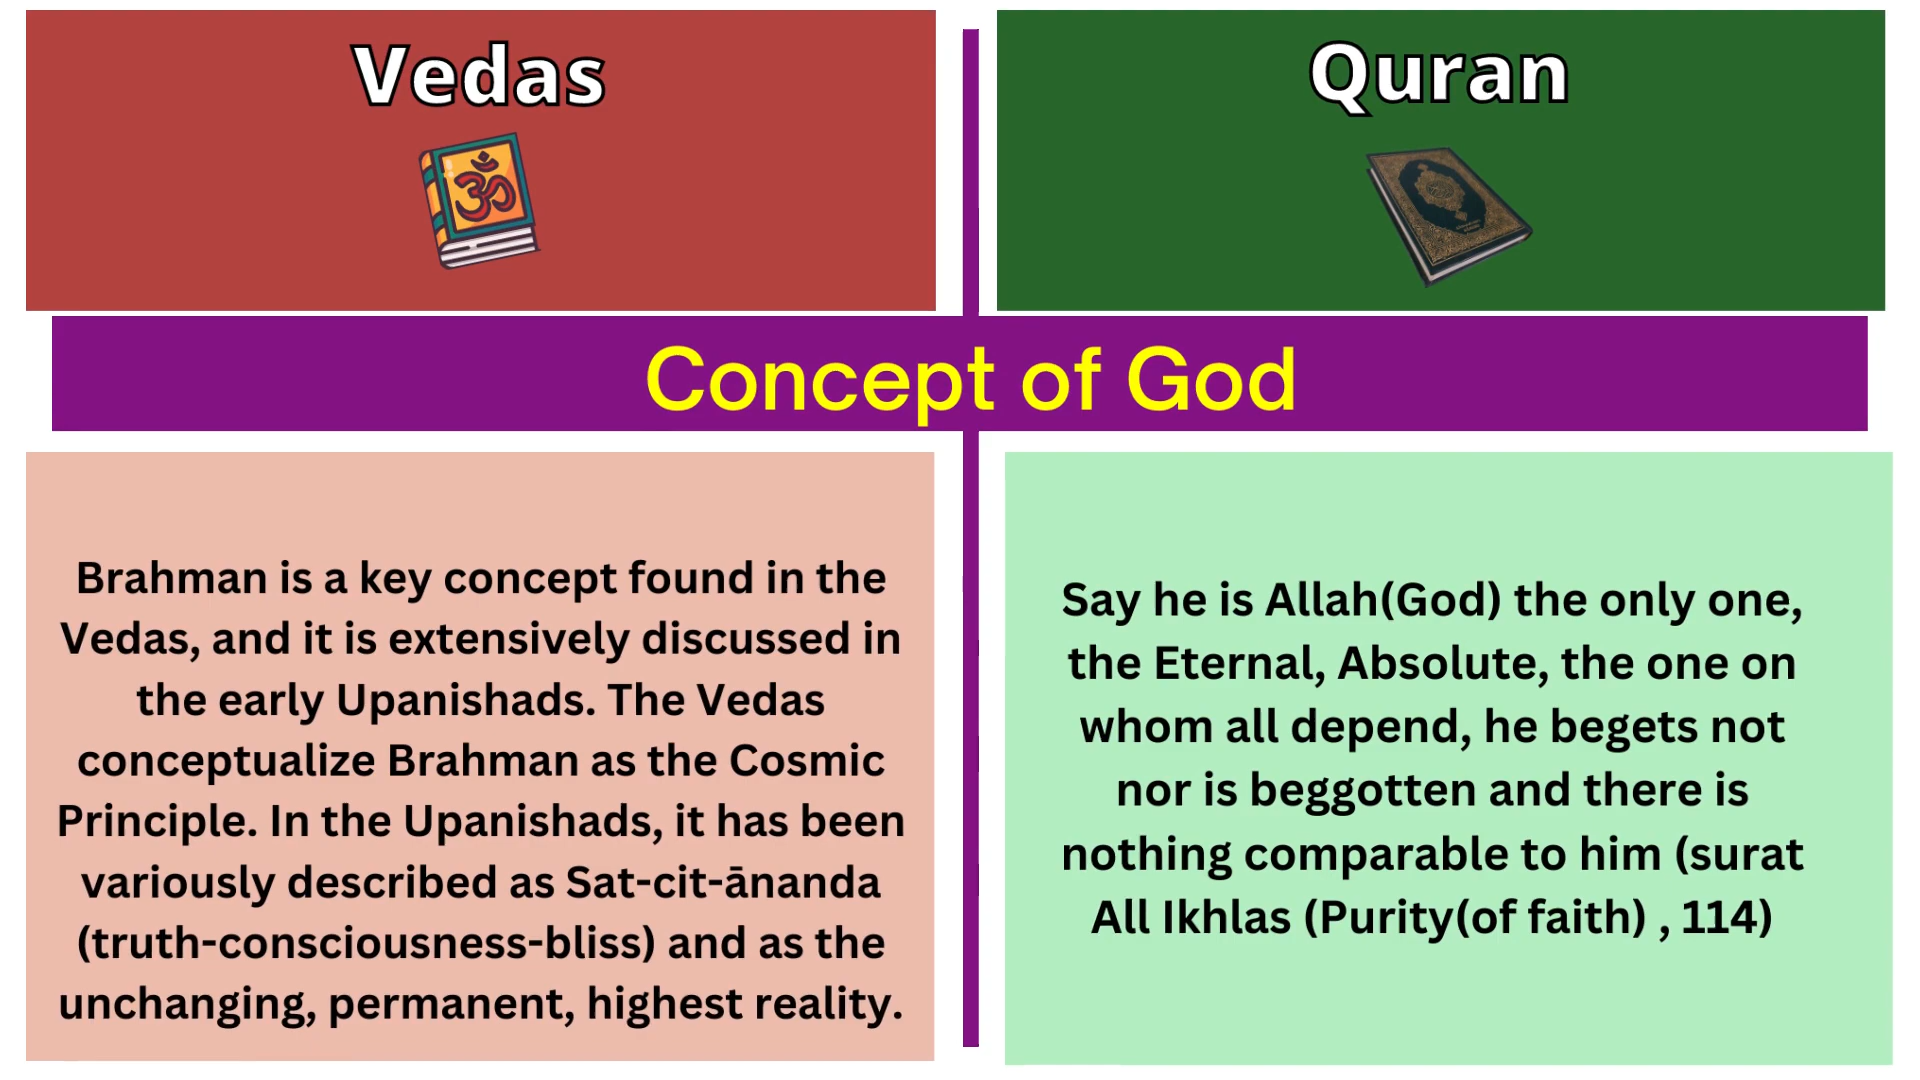 Vedas
Quran
Concept of God
Brahman is a key concept found in the
Vedas, and it is extensively discussed in
the early Upanishads. The Vedas
conceptualize Brahman as the Cosmic
Principle. In the Upanishads, it has been
variously described as Sat-cit-ānanda
(truth-consciousness-bliss) and as the
unchanging, permanent, highest reality.
Say he is Allah(God) the only one,
the Eternal, Absolute, the one on
whom all depend, he begets not
nor is beggotten and there is
nothing comparable to him (surat
All Ikhlas (Purity(of faith) , 114)